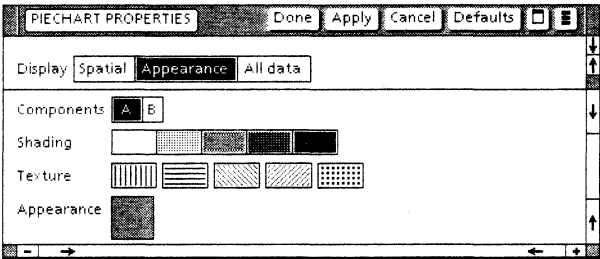 PIECHART PROPERTIES Done Apply Cancel Defaults
Display Spatial Appearance All data
Components A B
Shading
Texture
Appearance